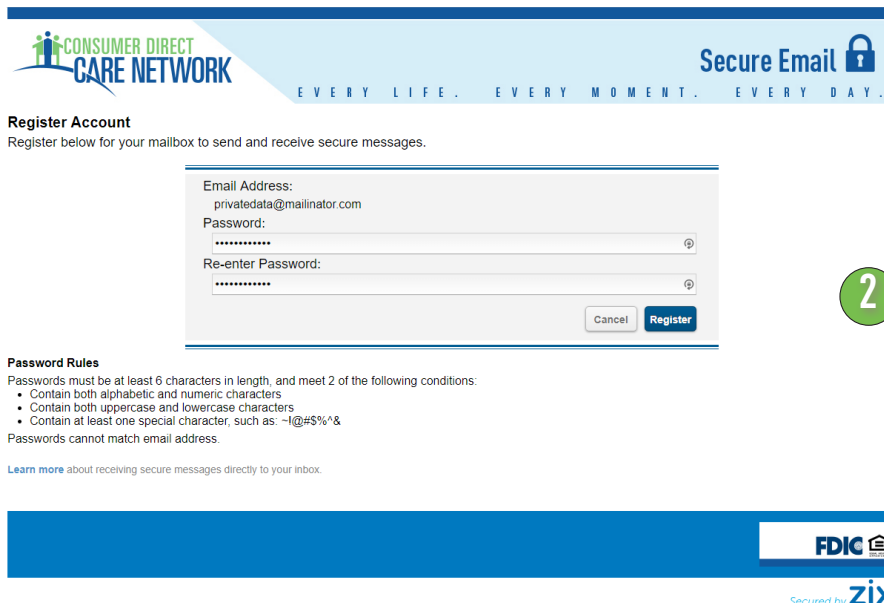 CONSUMER DIRECT
CARE NETWORK
Secure Email
EVERY LIFE. EVERY MOMENT. EVERY DAY.
Register Account
Register below for your mailbox to send and receive secure messages.
Email Address:
privatedata@mailinator.com
Password:
••••••••••••
Re-enter Password:
••••••••••••
2
Cancel Register
Password Rules
Passwords must be at least 6 characters in length, and meet 2 of the following conditions:
• Contain both alphabetic and numeric characters
• Contain both uppercase and lowercase characters
• Contain at least one special character, such as: ~!@#$%^&
Passwords cannot match email address.
Learn more about receiving secure messages directly to your inbox.
FDIC
Secured by zix